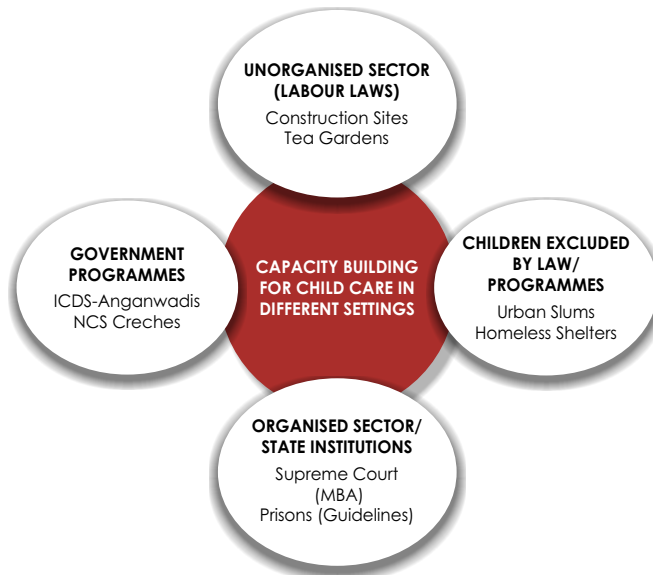 UNORGANISED SECTOR
(LABOUR LAWS)
Construction Sites
Tea Gardens
GOVERNMENT
PROGRAMMES
ICDS-Anganwadis
NCS Creches
CAPACITY BUILDING
FOR CHILD CARE IN
DIFFERENT SETTINGS
CHILDREN EXCLUDED
BY LAW/
PROGRAMMES
Urban Slums
Homeless Shelters
ORGANISED SECTOR/
STATE INSTITUTIONS
Supreme Court
(MBA)
Prisons (Guidelines)